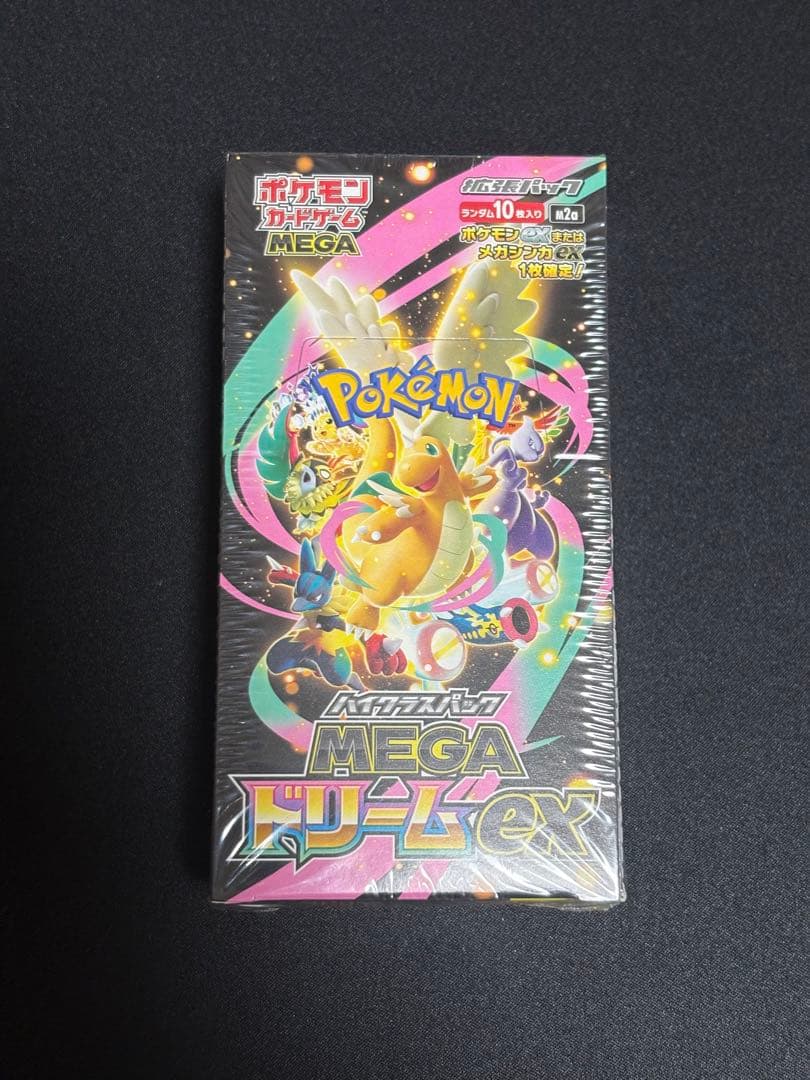 ポケモン
カードゲーム
MEGA
拡張パック
ランダム10枚入り
M2a
ポケモンexまたは
メガシンカex
1枚確定!
POKéMON
ハイクラスパック
MEGA
ドリームex